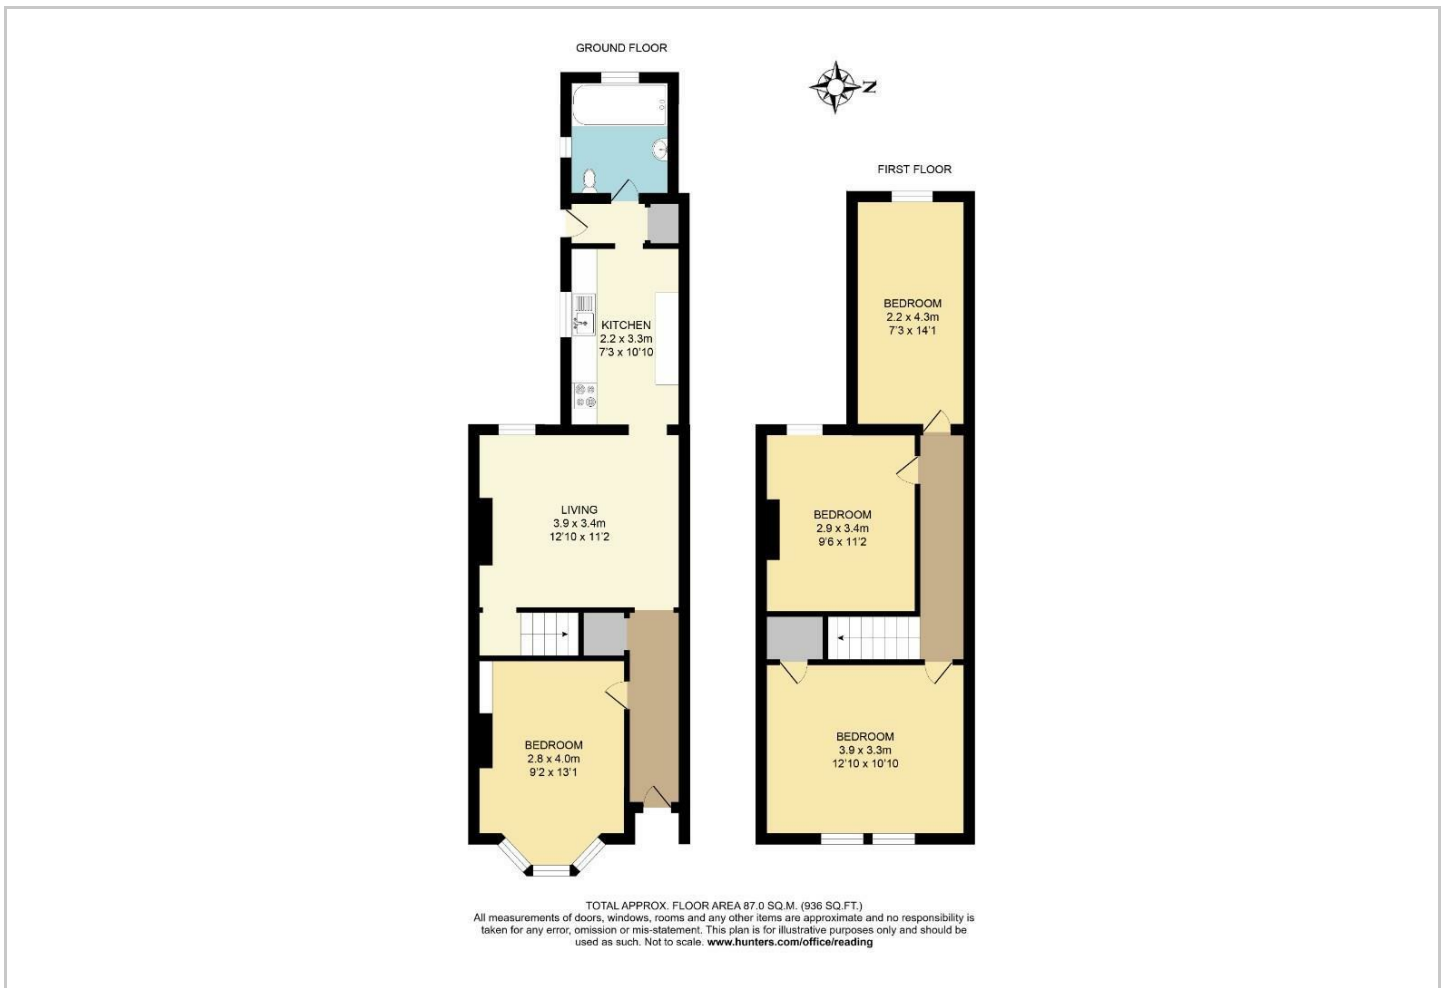 GROUND FLOOR
N
FIRST FLOOR
BEDROOM
2.2 x 4.3m
7'3 x 14'1
KITCHEN
2.2 x 3.3m
7'3 x 10'10
LIVING
3.9 x 3.4m
12'10 x 11'2
BEDROOM
2.9 x 3.4m
9'6 x 11'2
BEDROOM
2.8 x 4.0m
9'2 x 13'1
BEDROOM
3.9 x 3.3m
12'10 x 10'10
TOTAL APPROX. FLOOR AREA 87.0 SQ.M. (936 SQ.FT.)
All measurements of doors, windows, rooms and any other items are approximate and no responsibility is
taken for any error, omission or mis-statement. This plan is for illustrative purposes only and should be
used as such. Not to scale. www.hunters.com/office/reading